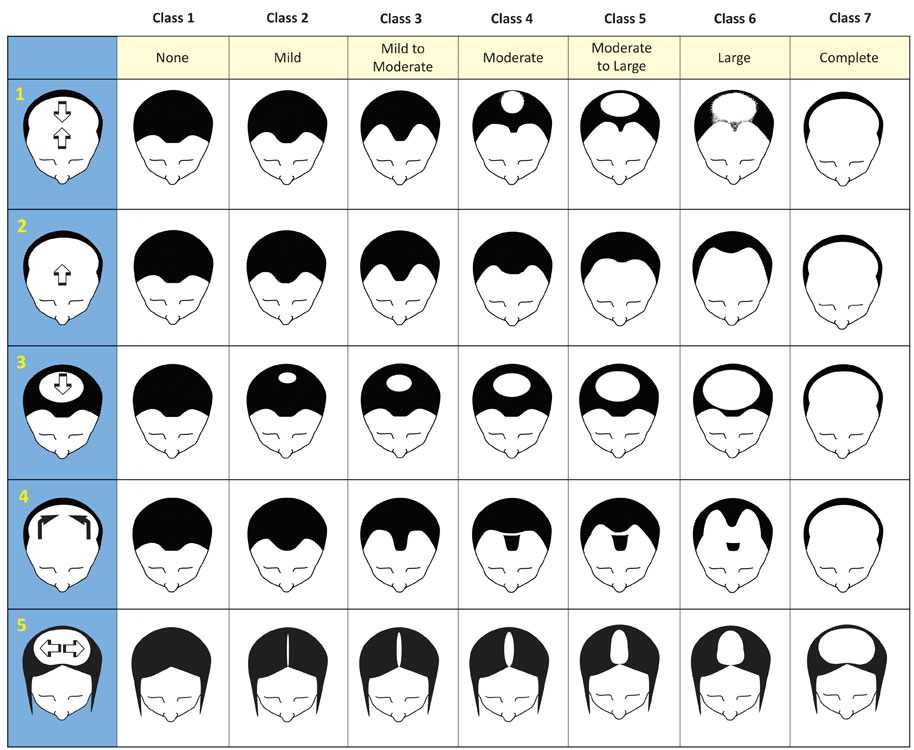 Class 1 Class 2 Class 3 Class 4 Class 5 Class 6 Class 7
None Mild Mild to Moderate Moderate Moderate to Large Large Complete
1
2
3
4
5